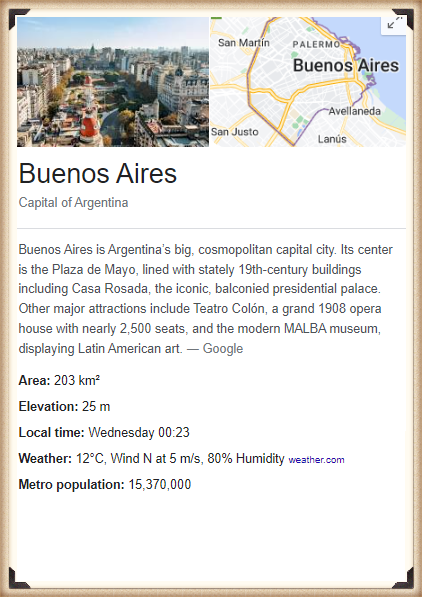 San Martín
PALERMO
Buenos Aires
Avellaneda
San Justo
Lanús
Buenos Aires
Capital of Argentina
Buenos Aires is Argentina's big, cosmopolitan capital city. Its center
is the Plaza de Mayo, lined with stately 19th-century buildings
including Casa Rosada, the iconic, balconied presidential palace.
Other major attractions include Teatro Colón, a grand 1908 opera
house with nearly 2,500 seats, and the modern MALBA museum,
displaying Latin American art. — Google
Area: 203 km²
Elevation: 25 m
Local time: Wednesday 00:23
Weather: 12°C, Wind N at 5 m/s, 80% Humidity weather.com
Metro population: 15,370,000